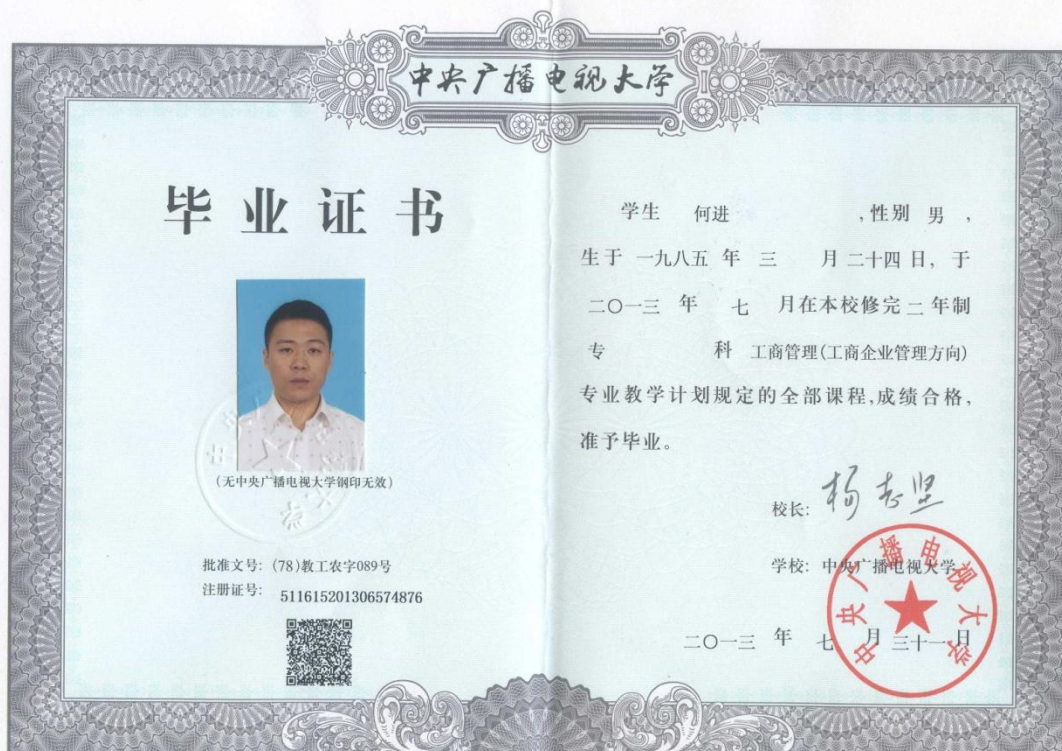 中央广播电视大学
毕业证书
(无中央广播电视大学钢印无效)
批准文号: (78)教工农字089号
注册证号: 511615201306574876
学生 何进 ,性别 男 ,
生于 一九八五 年 三 月 二十四 日, 于
二〇一三 年 七 月在本校修完 二 年制
专 科 工商管理(工商企业管理方向)
专业教学计划规定的全部课程,成绩合格,
准予毕业。
校长: 杨志坚
学校: 中央广播电视大学
二〇一三 年 七 月 三十一 日
中央广播电视大学